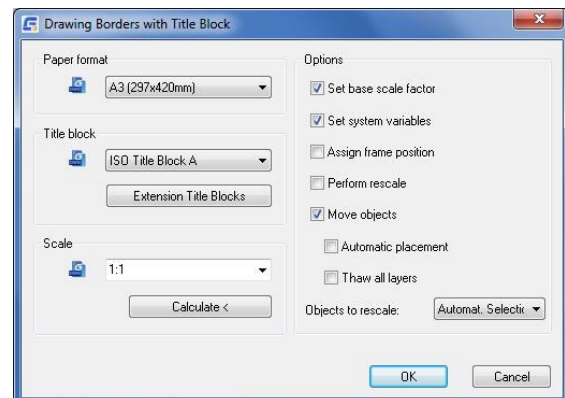 Drawing Borders with Title Block
Paper format
A3 (297x420mm)
Title block
ISO Title Block A
Extension Title Blocks
Scale
1:1
Calculate <
Options
Set base scale factor
Set system variables
Assign frame position
Perform rescale
Move objects
Automatic placement
Thaw all layers
Objects to rescale:
Automat. Selectic
OK
Cancel